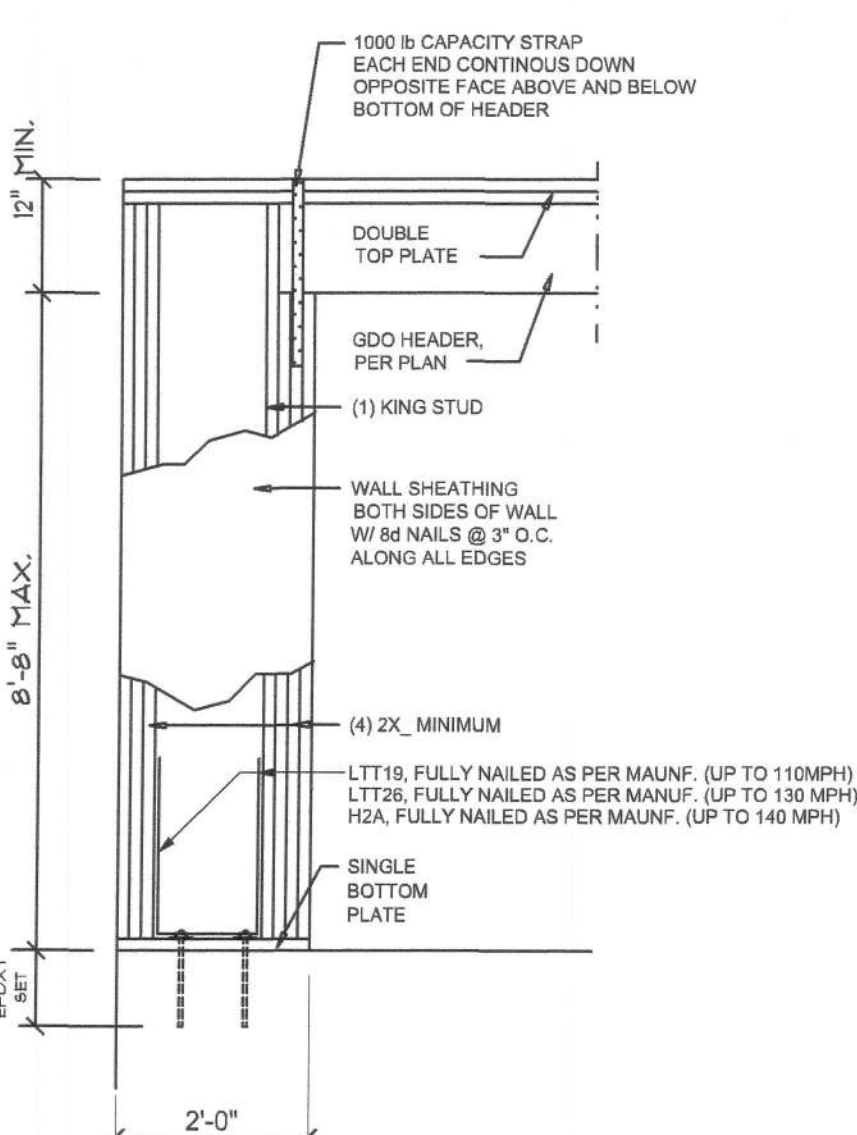 1000 lb CAPACITY STRAP
EACH END CONTINOUS DOWN
OPPOSITE FACE ABOVE AND BELOW
BOTTOM OF HEADER
12" MIN.
DOUBLE
TOP PLATE
GDO HEADER,
PER PLAN
(1) KING STUD
WALL SHEATHING
BOTH SIDES OF WALL
W/ 8d NAILS @ 3" O.C.
ALONG ALL EDGES
8'-8" MAX.
(4) 2X_ MINIMUM
LTT19, FULLY NAILED AS PER MAUNF. (UP TO 110MPH)
LTT26, FULLY NAILED AS PER MANUF. (UP TO 130 MPH)
H2A, FULLY NAILED AS PER MAUNF. (UP TO 140 MPH)
SINGLE
BOTTOM
PLATE
SET
2'-0"